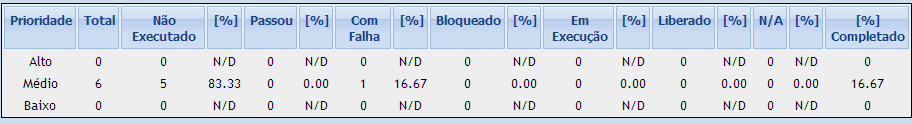 Prioridade Total Não Executado [%] Passou [%] Com Falha [%] Bloqueado [%] Em Execução [%] Liberado [%] N/A [%] [%] Completado
Alto 0 0 N/D 0 N/D 0 N/D 0 N/D 0 N/D 0 N/D 0 N/D 0
Médio 6 5 83.33 0 0.00 1 16.67 0 0.00 0 0.00 0 0.00 0 0.00 16.67
Baixo 0 0 N/D 0 N/D 0 N/D 0 N/D 0 N/D 0 N/D 0 N/D 0